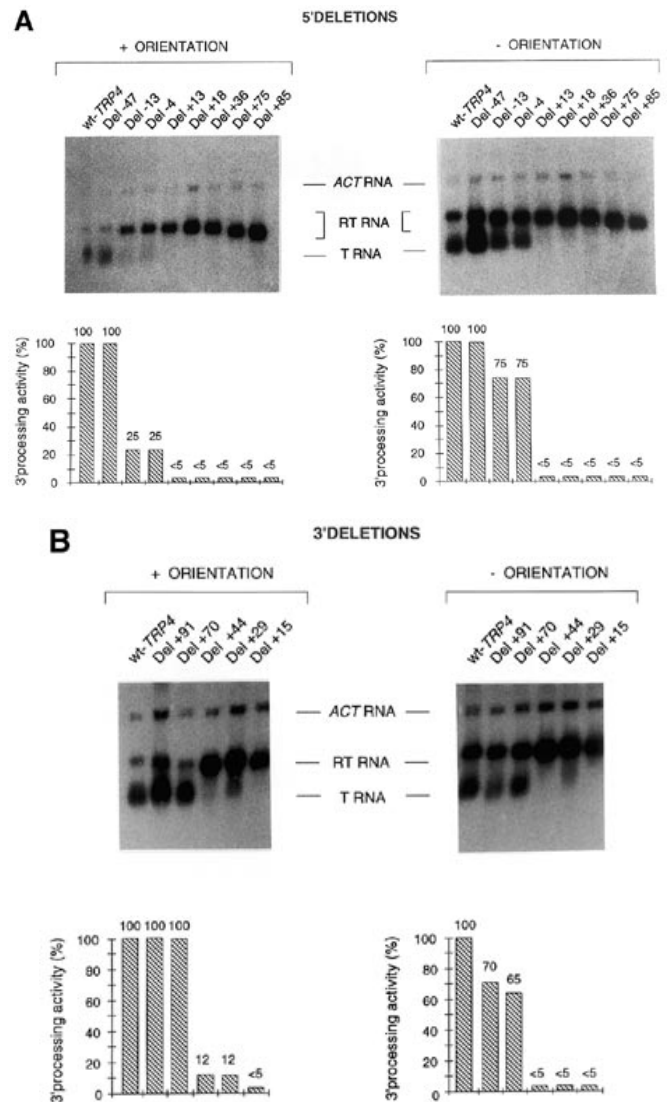 A
5'DELETIONS
+ ORIENTATION
- ORIENTATION
wt-TRP4 Del -47 Del -13 Del -4 Del +13 Del +18 Del +36 Del +75 Del +85
wt-TRP4 Del -47 Del -13 Del -4 Del +13 Del +18 Del +36 Del +75 Del +85
ACT RNA
RT RNA
T RNA
3'processing activity (%)
100 80 60 40 20 0
100 100 25 25 <5 <5 <5 <5 <5
3'processing activity (%)
100 80 60 40 20 0
100 100 75 75 <5 <5 <5 <5 <5
B
3'DELETIONS
+ ORIENTATION
- ORIENTATION
wt-TRP4 Del +91 Del +70 Del +44 Del +29 Del +15
wt-TRP4 Del +91 Del +70 Del +44 Del +29 Del +15
ACT RNA
RT RNA
T RNA
3'processing activity (%)
100 80 60 40 20 0
100 100 100 12 12 <5
3'processing activity (%)
100 80 60 40 20 0
100 70 65 <5 <5 <5